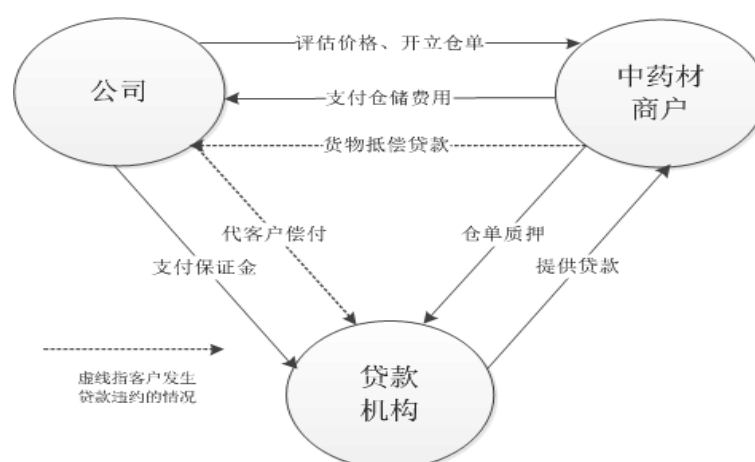 评估价格、开立仓单
公司
中药材
商户
支付仓储费用
货物抵偿贷款
代客户偿付
仓单质押
支付保证金
提供贷款
贷款
机构
虚线指客户发生
贷款违约的情况